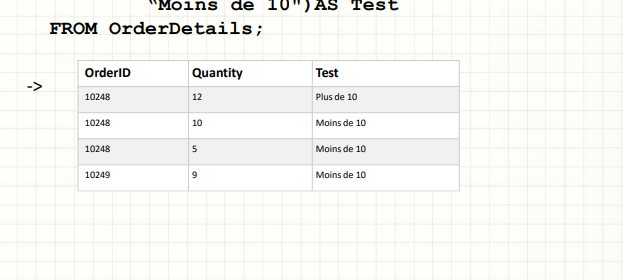 “Moins de 10")AS Test
FROM OrderDetails;
->
OrderID Quantity Test
10248 12 Plus de 10
10248 10 Moins de 10
10248 5 Moins de 10
10249 9 Moins de 10